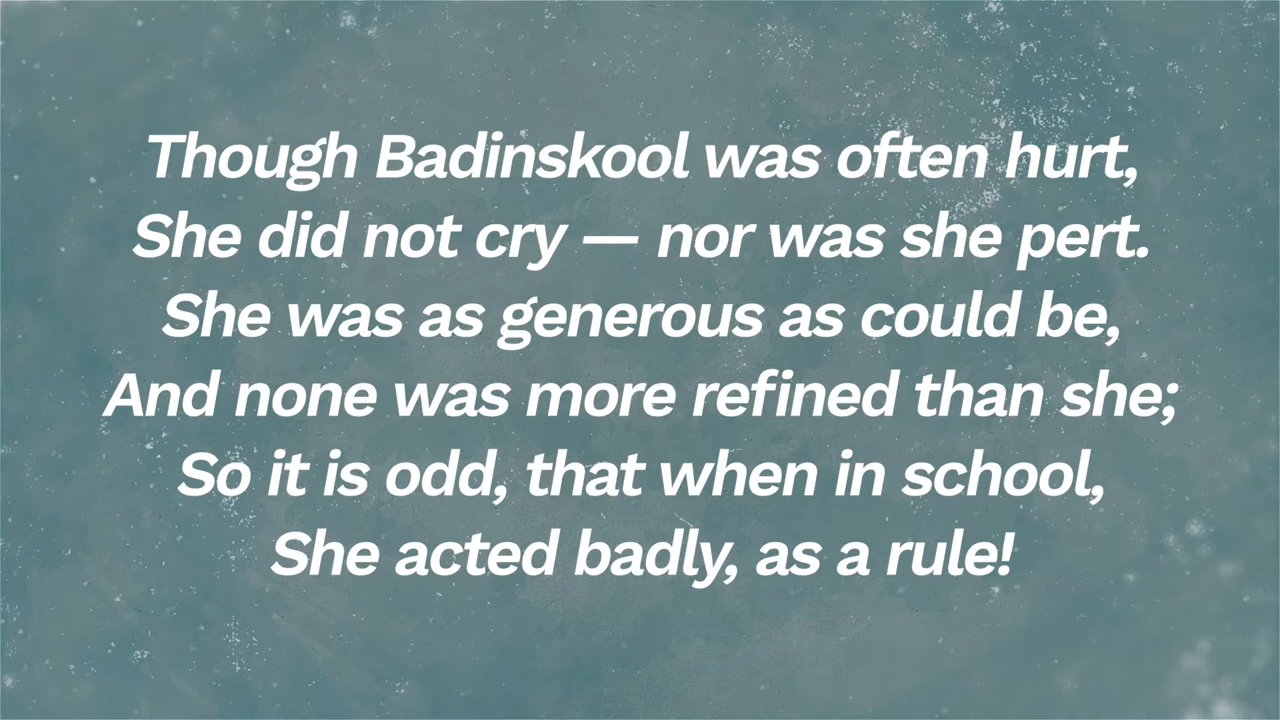 Though Badinskool was often hurt,
She did not cry — nor was she pert.
She was as generous as could be,
And none was more refined than she;
So it is odd, that when in school,
She acted badly, as a rule!